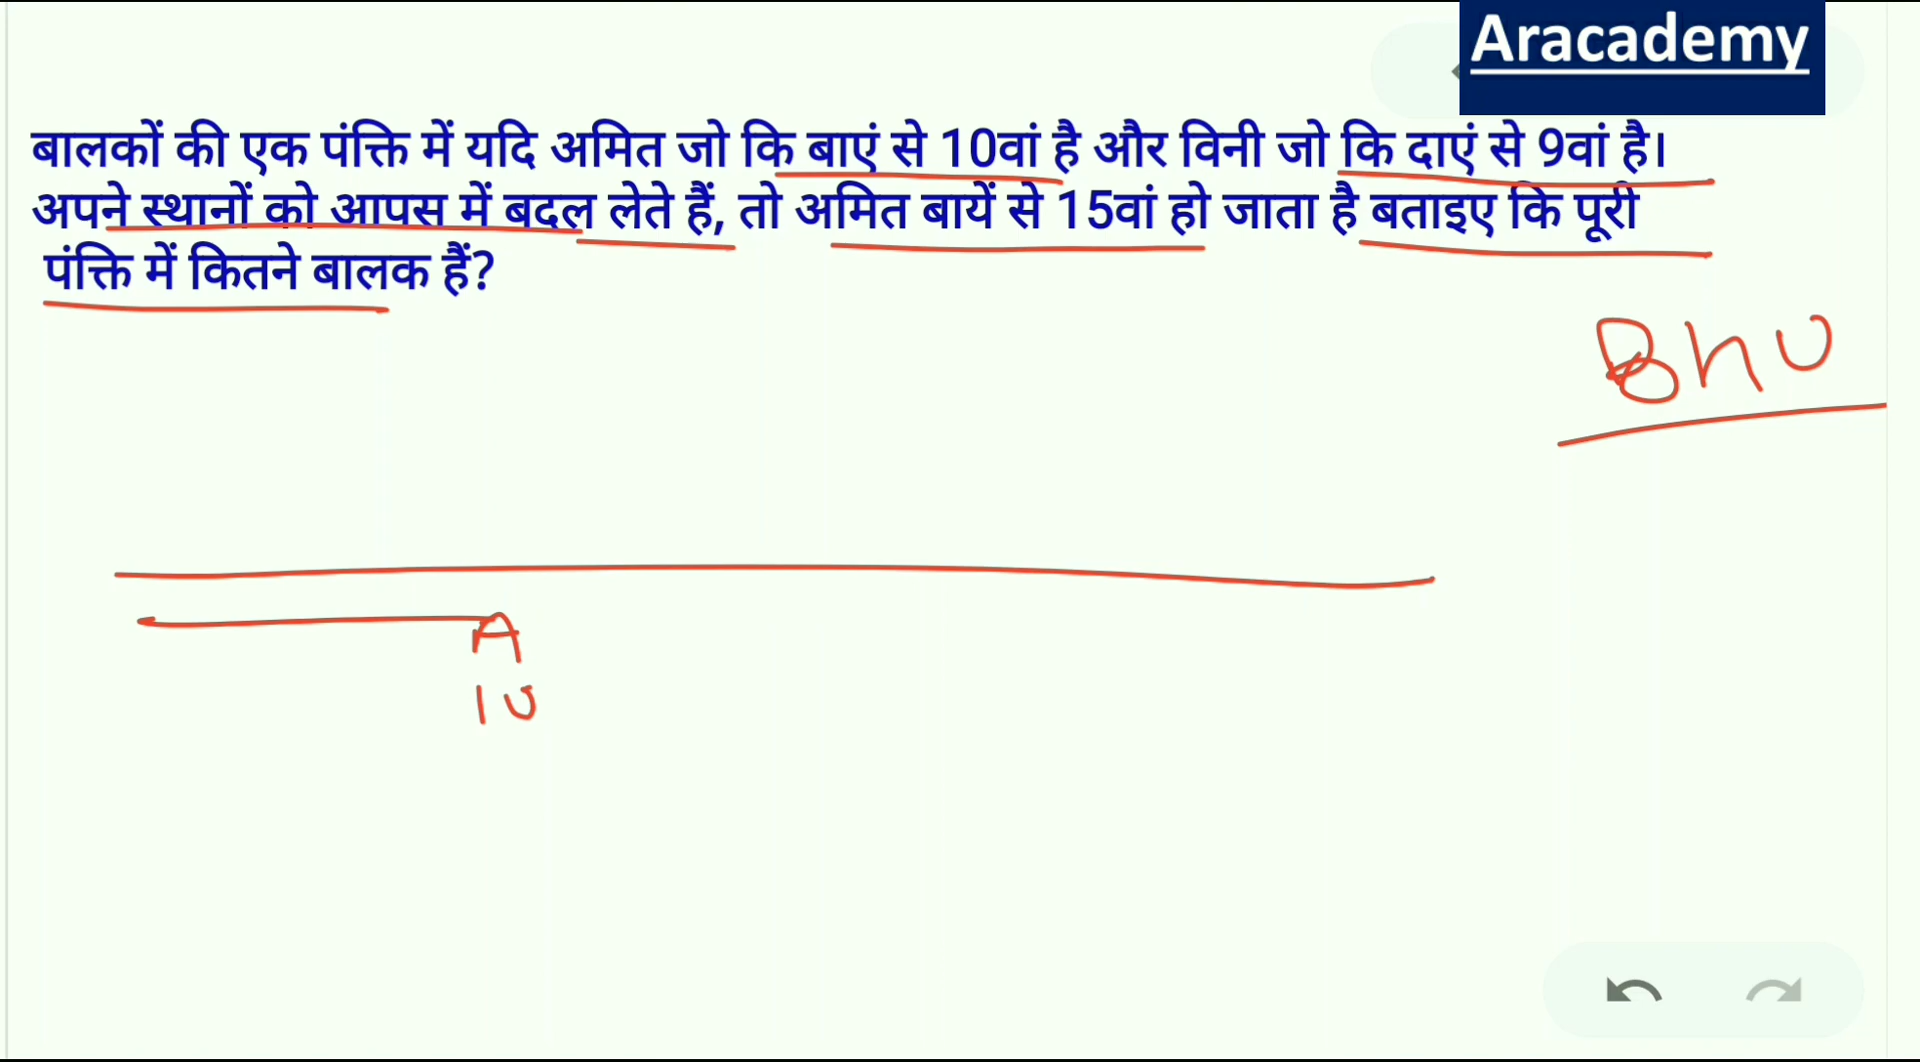 Aracademy
बालकों की एक पंक्ति में यदि अमित जो कि बाएं से 10वां है और विनी जो कि दाएं से 9वां है।
अपने स्थानों को आपस में बदल लेते हैं, तो अमित बायें से 15वां हो जाता है बताइए कि पूरी
पंक्ति में कितने बालक हैं?
BhU
A
10